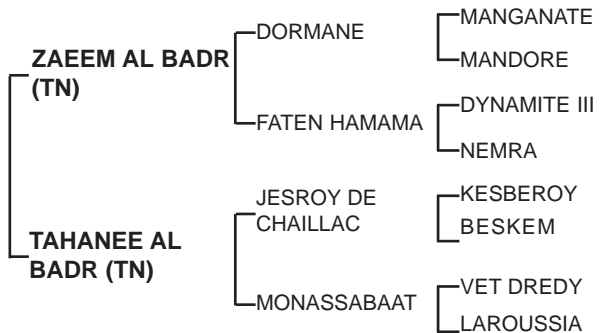 ZAEEM AL BADR
(TN)
DORMANE
MANGANATE
MANDORE
FATEN HAMAMA
DYNAMITE III
NEMRA
TAHANEE AL
BADR (TN)
JESROY DE
CHAILLAC
KESBEROY
BESKEM
MONASSABAAT
VET DREDY
LAROUSSIA